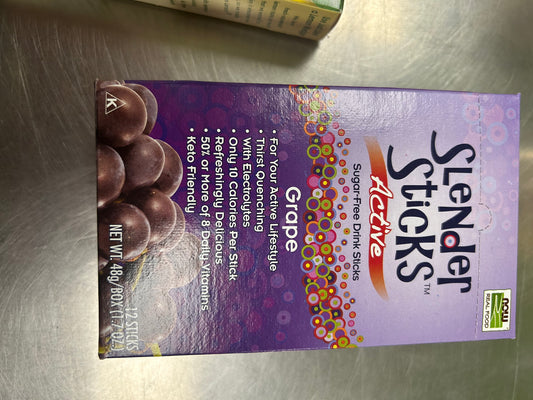 SLeNder
SticKS™
Active
Sugar-Free Drink Sticks
now
REAL FOOD
Grape
• For Your Active Lifestyle
• Thirst Quenching
• With Electrolytes
• Only 10 Calories Per Stick
• Refreshingly Delicious
• 50% or More of 8 Daily Vitamins
• Keto Friendly
K
12 STICKS
NET WT. 48g/BOX (1.7 OZ.)